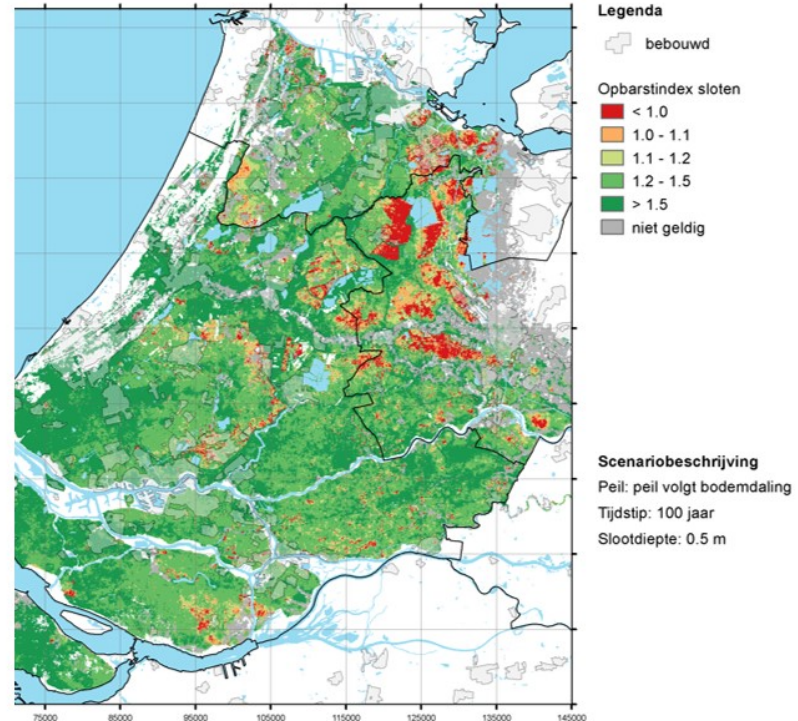 Legenda
bebouwd
Opbarstindex sloten
< 1.0
1.0 - 1.1
1.1 - 1.2
1.2 - 1.5
> 1.5
niet geldig
Scenariobeschrijving
Peil: peil volgt bodemdaling
Tijdstip: 100 jaar
Slootdiepte: 0.5 m
75000 85000 95000 105000 115000 125000 135000 145000